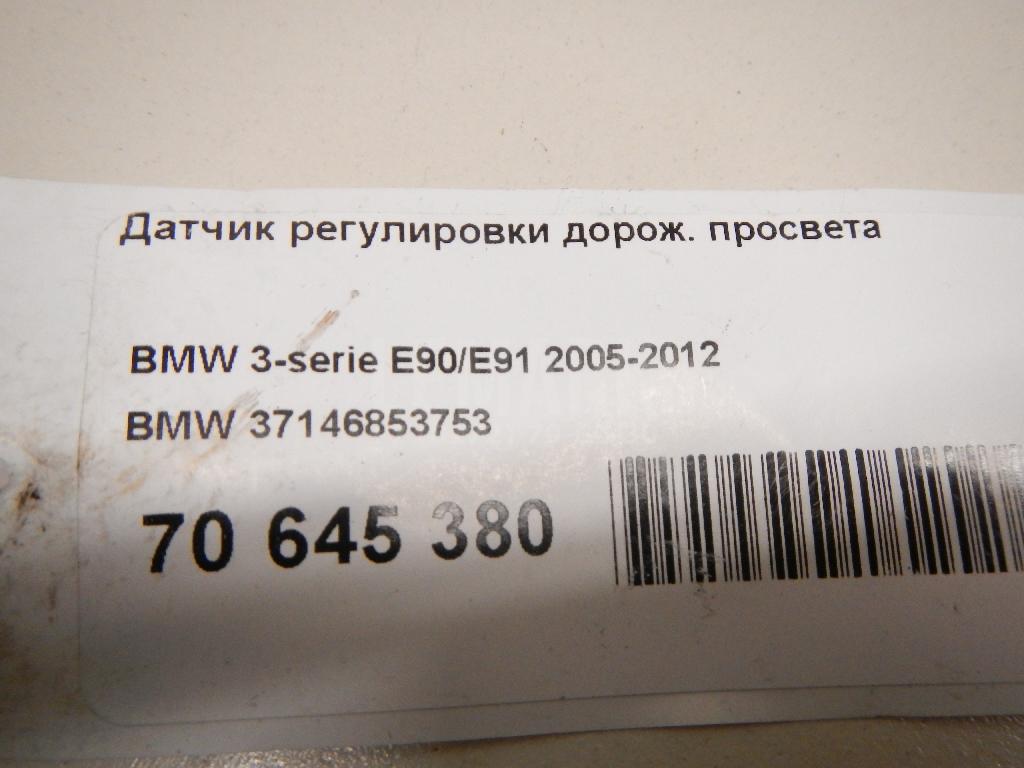 Датчик регулировки дорож. просвета
BMW 3-serie E90/E91 2005-2012
BMW 37146853753
70 645 380